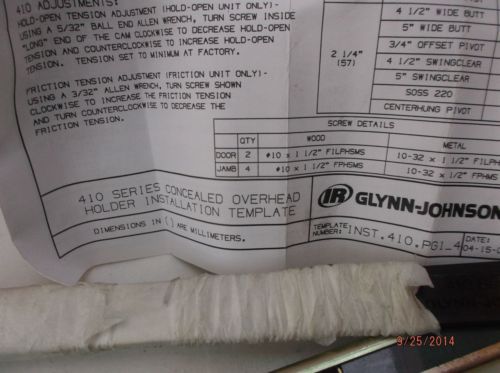 410 ADJUSTMENTS:
HOLD-OPEN TENSION ADJUSTMENT (HOLD-OPEN UNIT ONLY)-
USING A 5/32" BALL END ALLEN WRENCH, TURN SCREW INSIDE
"LONG" END OF THE CAM CLOCKWISE TO DECREASE HOLD-OPEN
TENSION AND COUNTERCLOCKWISE TO INCREASE HOLD-OPEN
TENSION. TENSION SET TO MINIMUM AT FACTORY.
FRICTION TENSION ADJUSTMENT (FRICTION UNIT ONLY)-
USING A 3/32" ALLEN WRENCH, TURN SCREW SHOWN
CLOCKWISE TO INCREASE THE FRICTION TENSION
AND TURN COUNTERCLOCKWISE TO DECREASE THE
FRICTION TENSION.
2 1/4"
(57)
4 1/2" WIDE BUTT
5" WIDE BUTT
3/4" OFFSET PIVOT
4 1/2" SWINGCLEAR
5" SWINGCLEAR
SOSS 220
CENTERHUNG PIVOT
SCREW DETAILS
QTY WOOD METAL
DOOR 2 #10 x 1 1/2" FILPHSMS 10-32 x 1 1/2" FILPH
JAMB 4 #10 x 1 1/2" FPHSMS 10-32 x 1/2" FPHMS
410 SERIES CONCEALED OVERHEAD
HOLDER INSTALLATION TEMPLATE
DIMENSIONS IN ( ) ARE MILLIMETERS.
IR GLYNN-JOHNSON
TEMPLATE NUMBER: INST.410.PG1-4
DATE: 04-15-
GLYNN-
9/25/2014